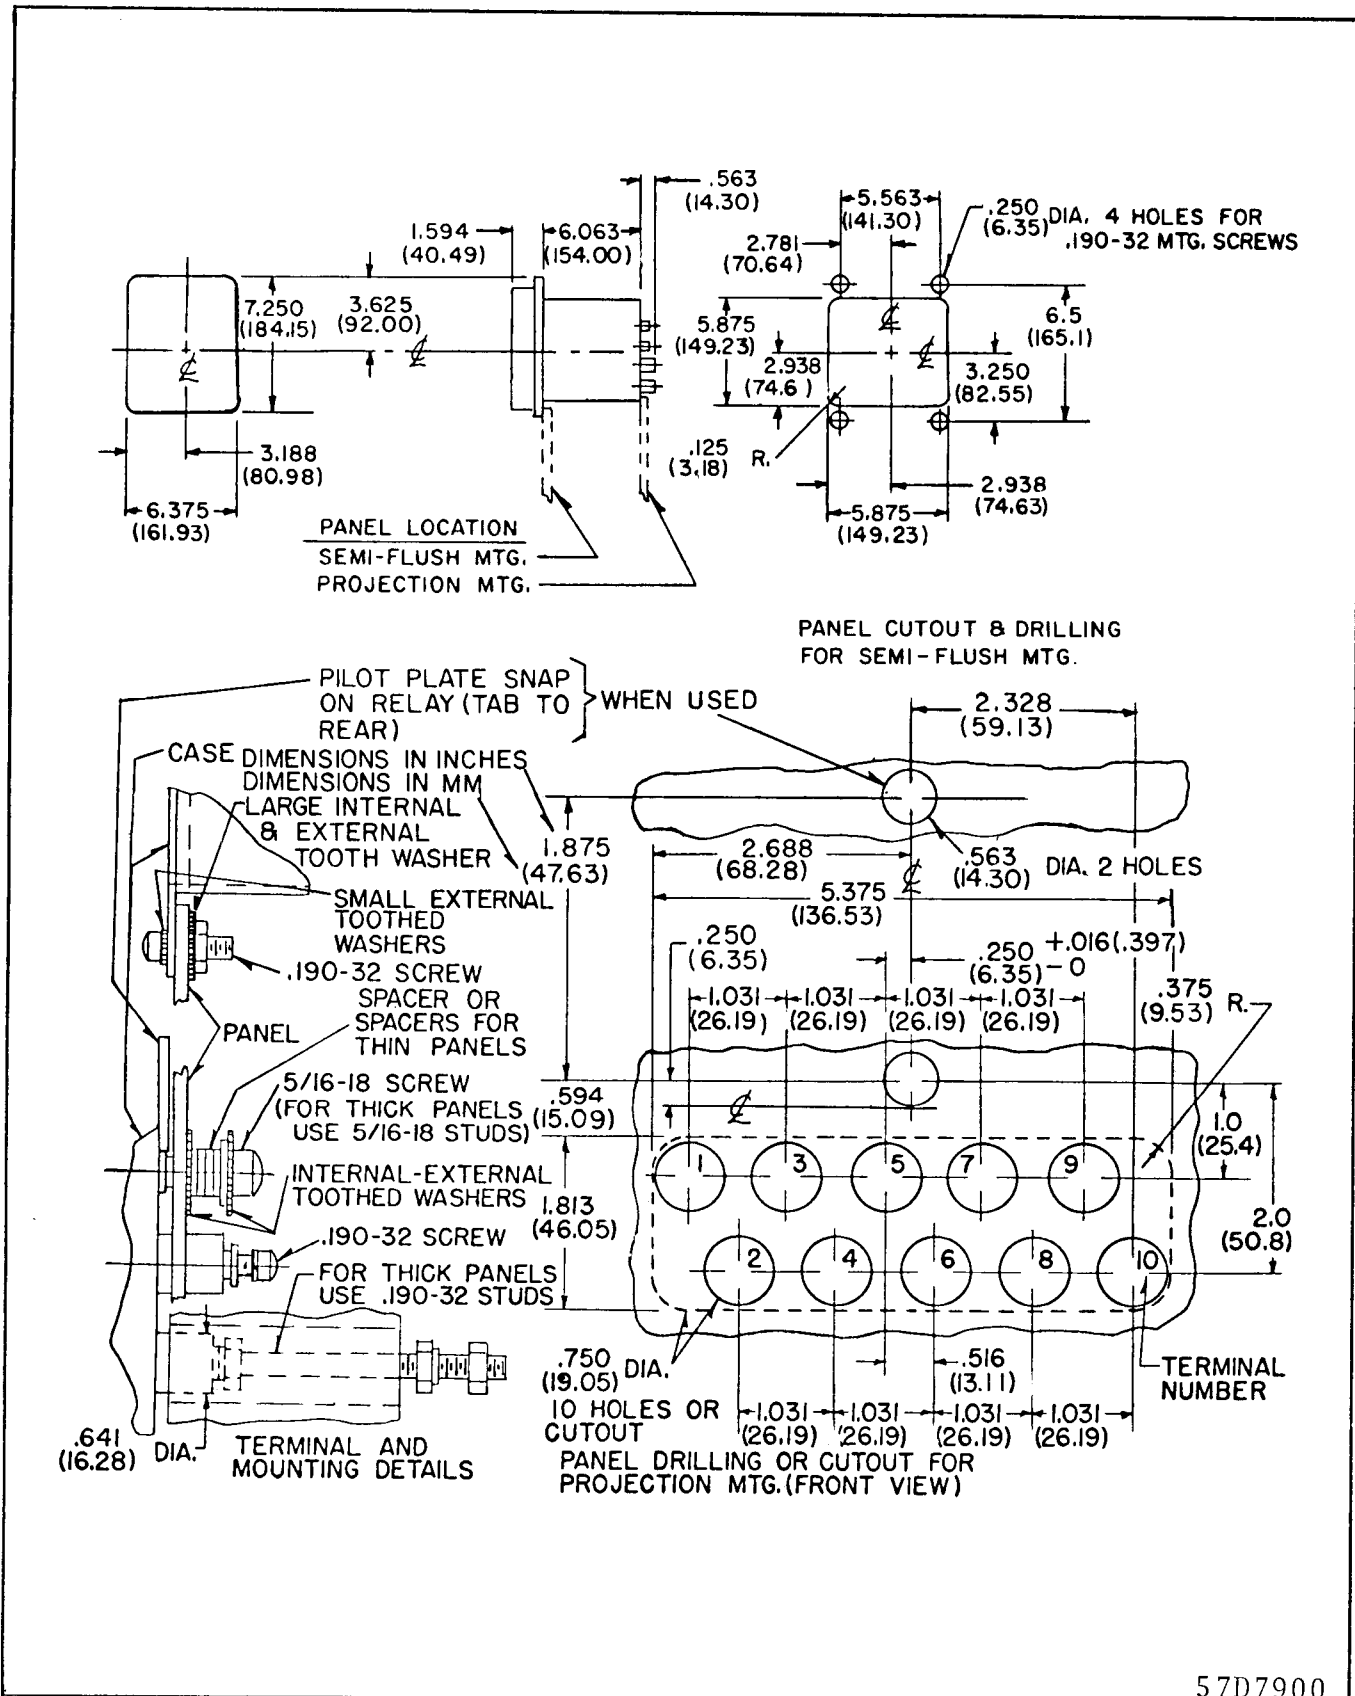 .563
(14.30)
1.594
(40.49)
6.063
(154.00)
5.563
(141.30)
2.781
(70.64)
.250
(6.35) DIA. 4 HOLES FOR
.190-32 MTG. SCREWS
7.250
(184.15)
3.625
(92.00)
℄
℄
5.875
(149.23)
2.938
(74.6)
℄
℄
6.5
(165.1)
3.250
(82.55)
3.188
(80.98)
6.375
(161.93)
.125
(3.18) R.
2.938
(74.63)
5.875
(149.23)
PANEL LOCATION
SEMI-FLUSH MTG.
PROJECTION MTG.
PANEL CUTOUT & DRILLING
FOR SEMI-FLUSH MTG.
PILOT PLATE SNAP
ON RELAY (TAB TO
REAR)
WHEN USED
2.328
(59.13)
CASE
DIMENSIONS IN INCHES
DIMENSIONS IN MM
LARGE INTERNAL
& EXTERNAL
TOOTH WASHER
1.875
(47.63)
2.688
(68.28)
℄
.563
(14.30) DIA. 2 HOLES
5.375
(136.53)
SMALL EXTERNAL
TOOTHED
WASHERS
.190-32 SCREW
.250
(6.35)
.250 +.016(.397)
(6.35) -0
1.031
(26.19)
1.031
(26.19)
1.031
(26.19)
1.031
(26.19)
.375
(9.53) R.
SPACER OR
SPACERS FOR
THIN PANELS
PANEL
5/16-18 SCREW
(FOR THICK PANELS
USE 5/16-18 STUDS)
.594
(15.09)
℄
1.0
(25.4)
2.0
(50.8)
1 3 5 7 9
INTERNAL-EXTERNAL
TOOTHED WASHERS
1.813
(46.05)
.190-32 SCREW
2 4 6 8 10
FOR THICK PANELS
USE .190-32 STUDS
.750
(19.05) DIA.
10 HOLES OR
CUTOUT
.516
(13.11)
TERMINAL
NUMBER
1.031
(26.19)
1.031
(26.19)
1.031
(26.19)
1.031
(26.19)
.641
(16.28) DIA.
TERMINAL AND
MOUNTING DETAILS
PANEL DRILLING OR CUTOUT FOR
PROJECTION MTG. (FRONT VIEW)
57D7900